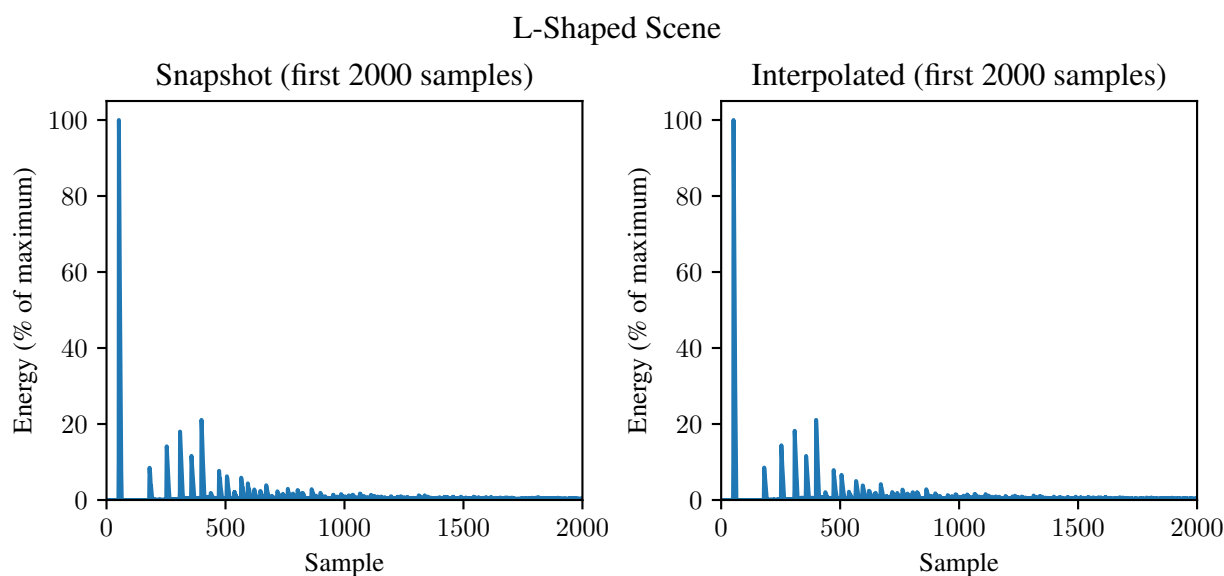 L-Shaped Scene
Snapshot (first 2000 samples)
Energy (% of maximum)
100
80
60
40
20
0
0 500 1000 1500 2000
Sample
Interpolated (first 2000 samples)
Energy (% of maximum)
100
80
60
40
20
0
0 500 1000 1500 2000
Sample